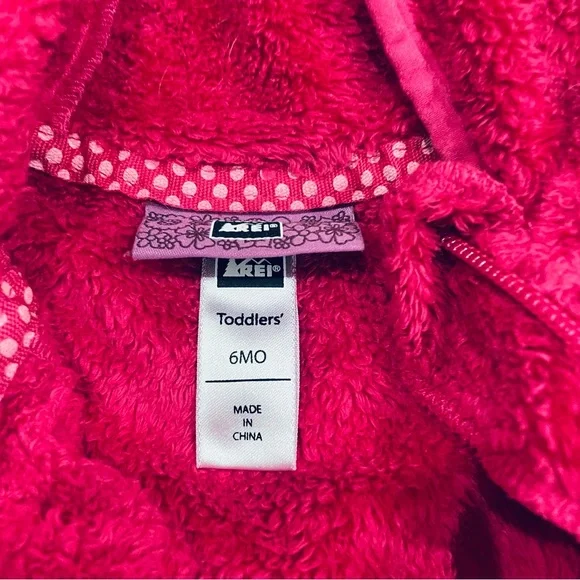 REI®
REI®
Toddlers'
6MO
MADE
IN
CHINA